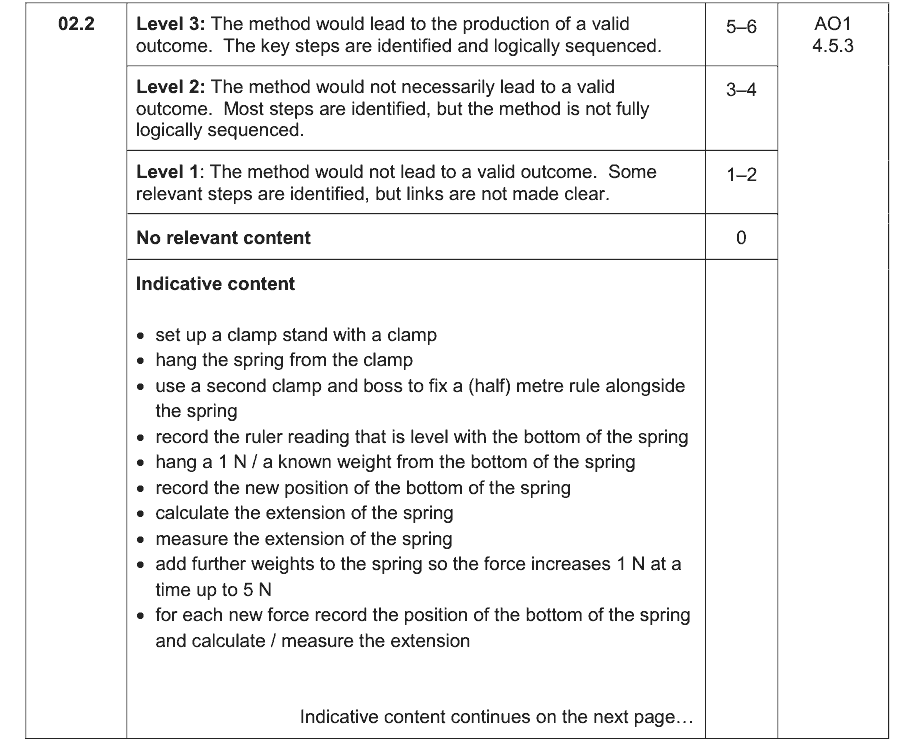 02.2
Level 3: The method would lead to the production of a valid
outcome.  The key steps are identified and logically sequenced.
5–6
AO1
4.5.3
Level 2: The method would not necessarily lead to a valid
outcome.  Most steps are identified, but the method is not fully
logically sequenced.
3–4
Level 1: The method would not lead to a valid outcome.  Some
relevant steps are identified, but links are not made clear.
1–2
No relevant content
0
Indicative content
• set up a clamp stand with a clamp
• hang the spring from the clamp
• use a second clamp and boss to fix a (half) metre rule alongside
the spring
• record the ruler reading that is level with the bottom of the spring
• hang a 1 N / a known weight from the bottom of the spring
• record the new position of the bottom of the spring
• calculate the extension of the spring
• measure the extension of the spring
• add further weights to the spring so the force increases 1 N at a
time up to 5 N
• for each new force record the position of the bottom of the spring
and calculate / measure the extension
Indicative content continues on the next page…